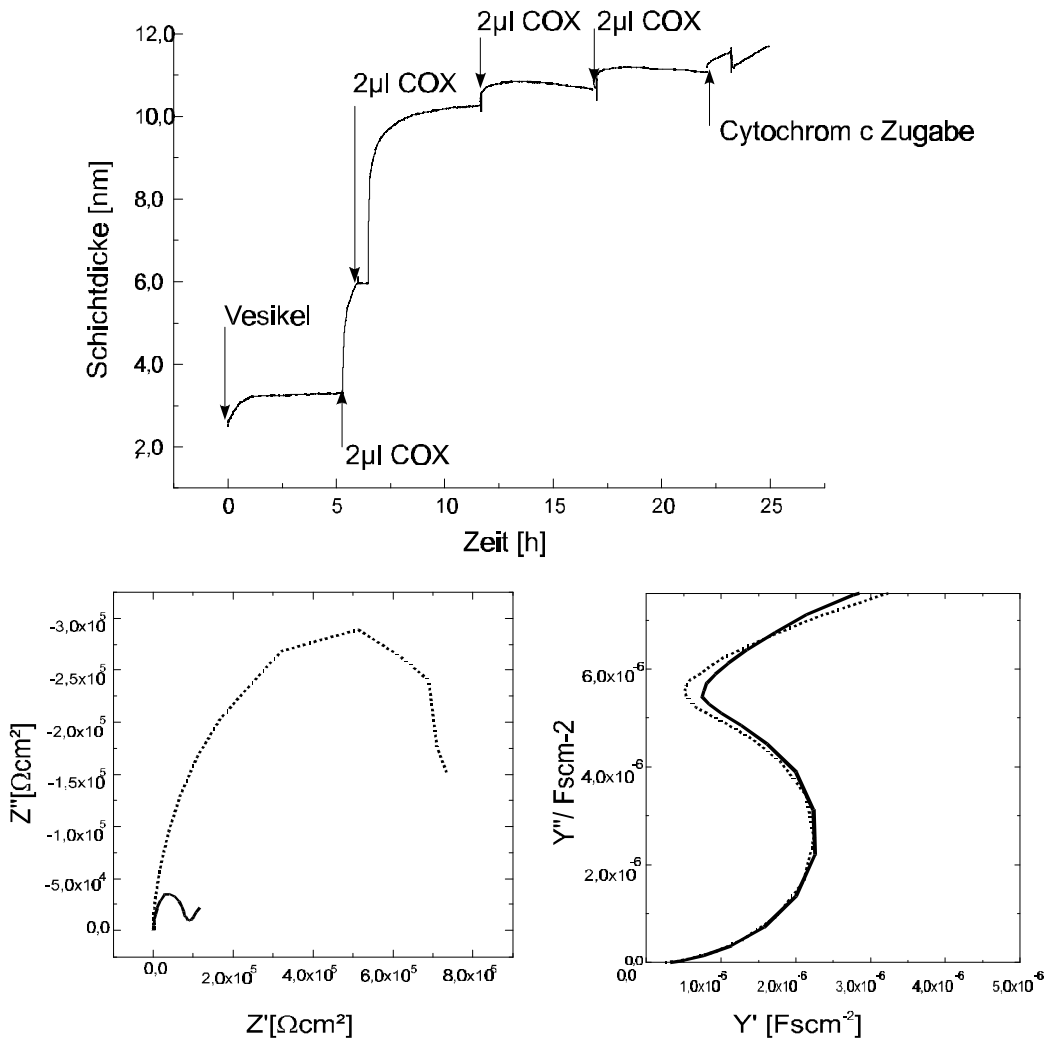 2µl COX
2µl COX
2µl COX
Vesikel
2µl COX
Cytochrom c Zugabe
Schichtdicke [nm]
12,0
10,0
8,0
6,0
4,0
2,0
0
5
10
15
20
25
Zeit [h]
Z''[Ωcm²]
-3,0x10⁵
-2,5x10⁵
-2,0x10⁵
-1,5x10⁵
-1,0x10⁵
-5,0x10⁴
0,0
0,0
2,0x10⁵
4,0x10⁵
6,0x10⁵
8,0x10⁵
Z'[Ωcm²]
Y''/ Fscm-2
6,0x10⁻⁶
4,0x10⁻⁶
2,0x10⁻⁶
0,0
1,0x10⁻⁶
2,0x10⁻⁶
3,0x10⁻⁶
4,0x10⁻⁶
5,0x10⁻⁶
Y' [Fscm⁻²]